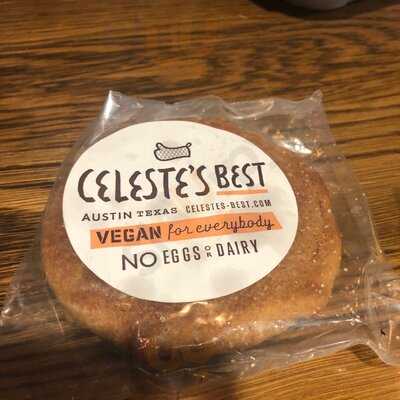 CELESTE'S BEST
AUSTIN TEXAS CELESTES-BEST.COM
VEGAN for everybody
NO EGGS OR DAIRY